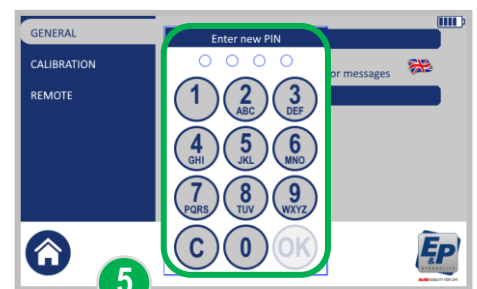 GENERAL
CALIBRATION
REMOTE
Enter new PIN
or messages
1
2
ABC
3
DEF
4
GHI
5
JKL
6
MNO
7
PQRS
8
TUV
9
WXYZ
C
0
OK
5
E&P
HYDRAULICS